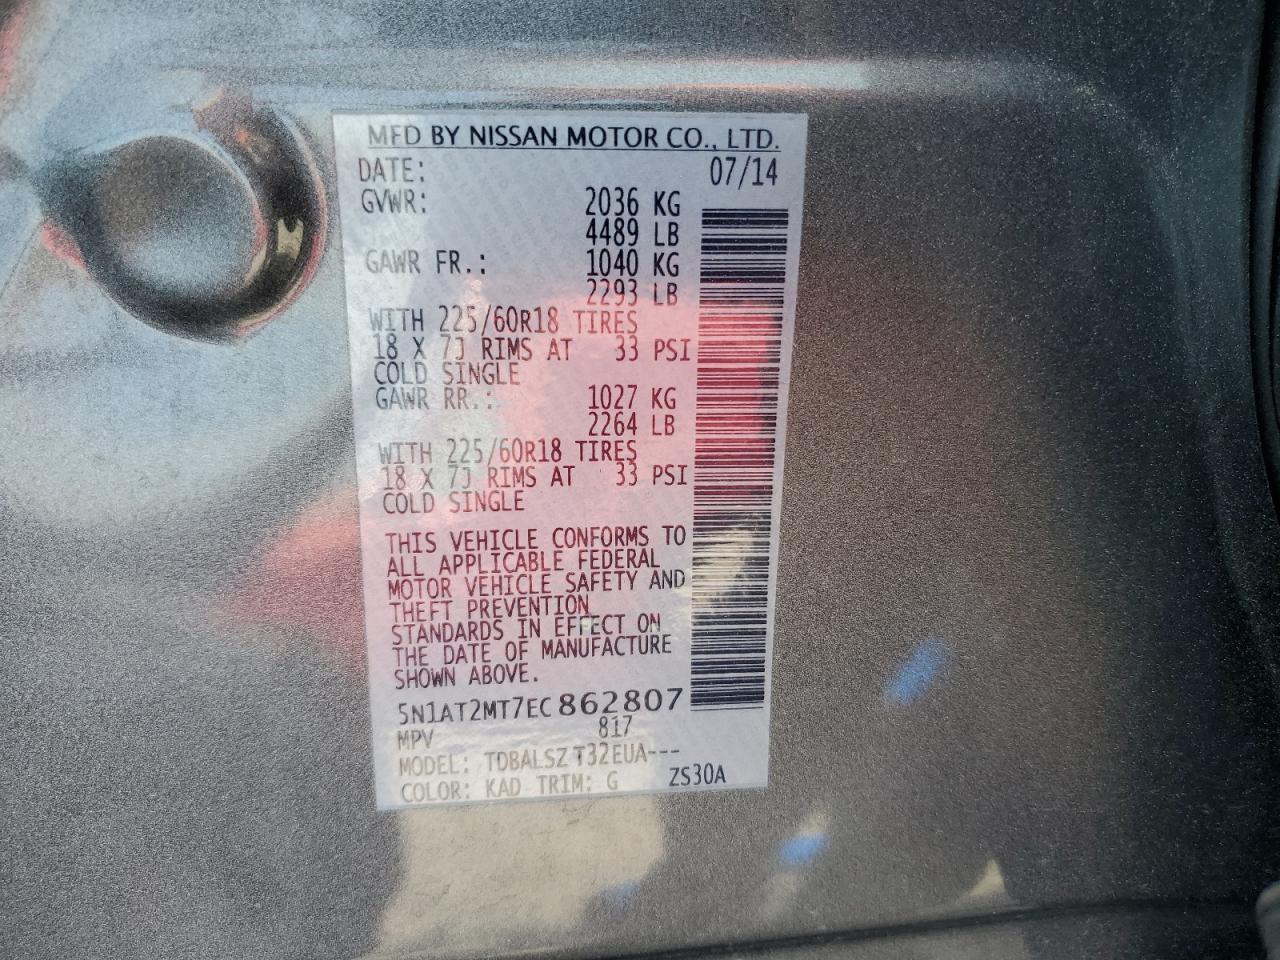 MFD BY NISSAN MOTOR CO., LTD.
DATE: 07/14
GVWR: 2036 KG
4489 LB
GAWR FR.: 1040 KG
2293 LB
WITH 225/60R18 TIRES
18 X 7J RIMS AT 33 PSI
COLD SINGLE
GAWR RR.: 1027 KG
2264 LB
WITH 225/60R18 TIRES
18 X 7J RIMS AT 33 PSI
COLD SINGLE
THIS VEHICLE CONFORMS TO
ALL APPLICABLE FEDERAL
MOTOR VEHICLE SAFETY AND
THEFT PREVENTION
STANDARDS IN EFFECT ON
THE DATE OF MANUFACTURE
SHOWN ABOVE.
5N1AT2MT7EC862807
MPV 817
MODEL: TDBALSZ T32EUA---
COLOR: KAD TRIM: G ZS30A